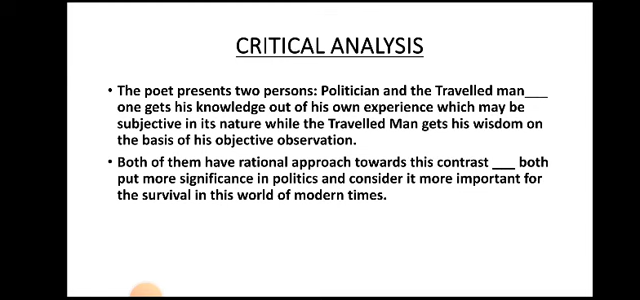 CRITICAL ANALYSIS
• The poet presents two persons: Politician and the Travelled man___
one gets his knowledge out of his own experience which may be
subjective in its nature while the Travelled Man gets his wisdom on
the basis of his objective observation.
• Both of them have rational approach towards this contrast ___ both
put more significance in politics and consider it more important for
the survival in this world of modern times.